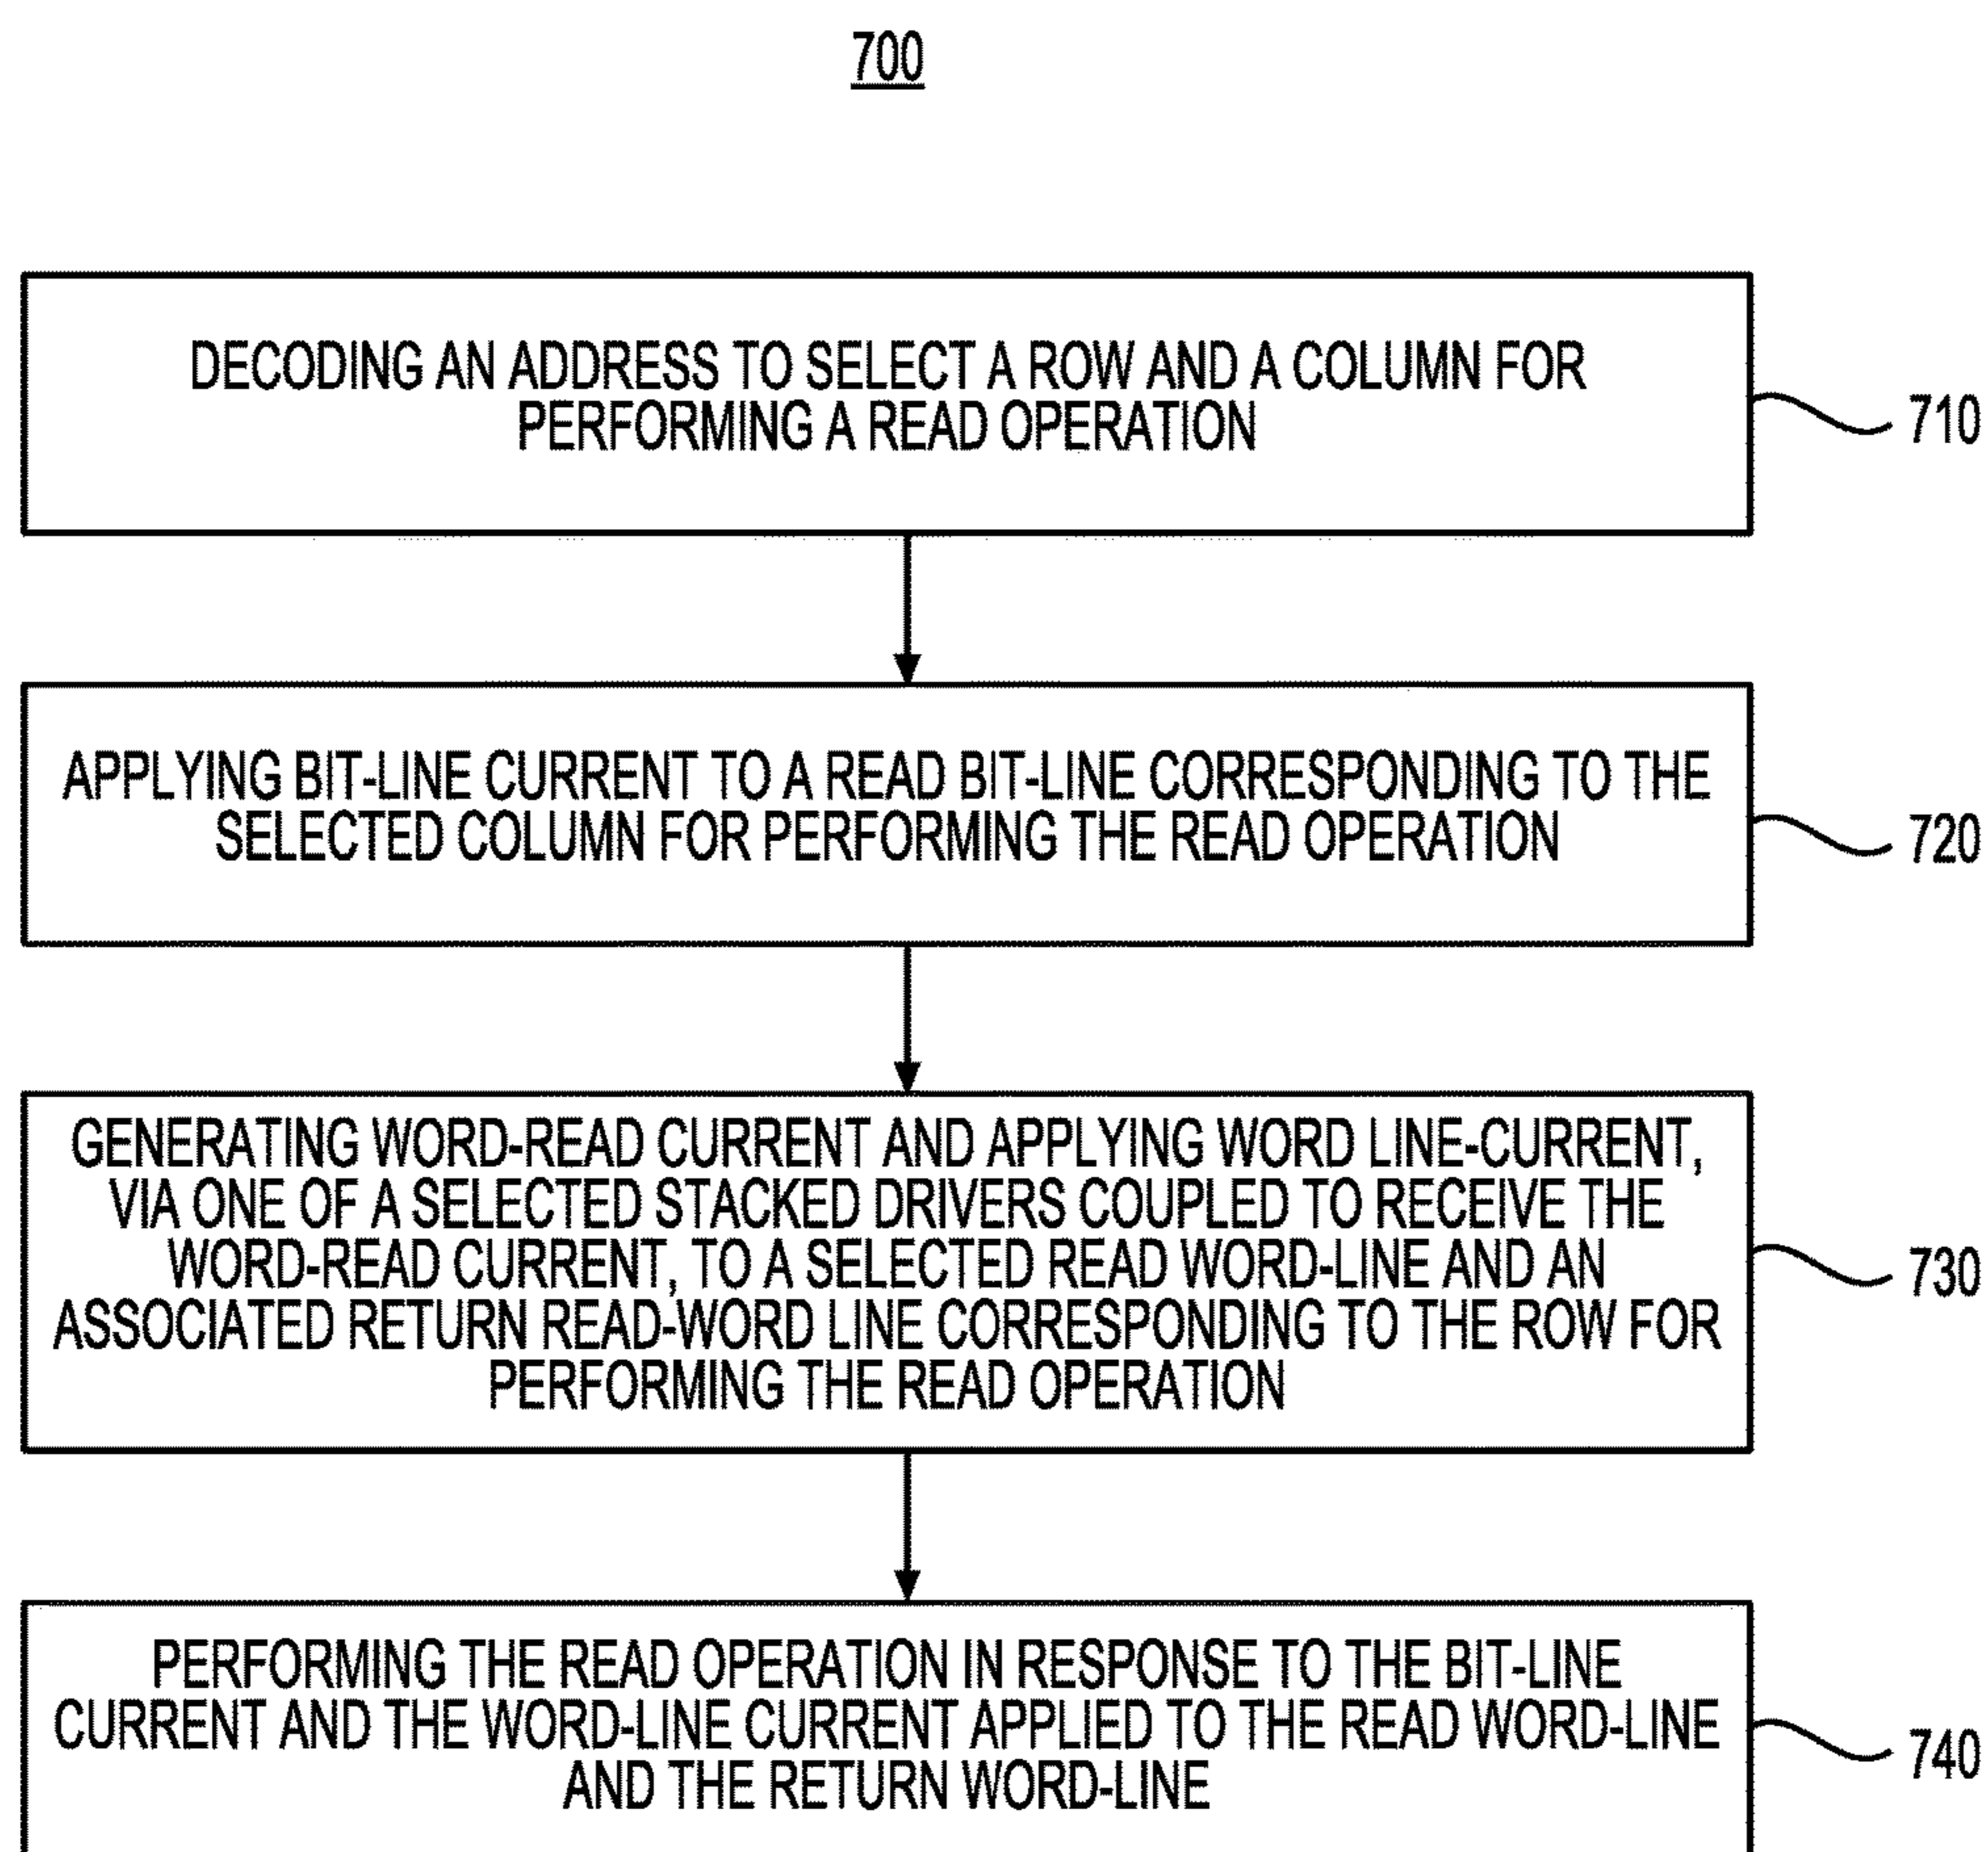 700
DECODING AN ADDRESS TO SELECT A ROW AND A COLUMN FOR
PERFORMING A READ OPERATION
710
APPLYING BIT-LINE CURRENT TO A READ BIT-LINE CORRESPONDING TO THE
SELECTED COLUMN FOR PERFORMING THE READ OPERATION
720
GENERATING WORD-READ CURRENT AND APPLYING WORD LINE-CURRENT,
VIA ONE OF A SELECTED STACKED DRIVERS COUPLED TO RECEIVE THE
WORD-READ CURRENT, TO A SELECTED READ WORD-LINE AND AN
ASSOCIATED RETURN READ-WORD LINE CORRESPONDING TO THE ROW FOR
PERFORMING THE READ OPERATION
730
PERFORMING THE READ OPERATION IN RESPONSE TO THE BIT-LINE
CURRENT AND THE WORD-LINE CURRENT APPLIED TO THE READ WORD-LINE
AND THE RETURN WORD-LINE
740